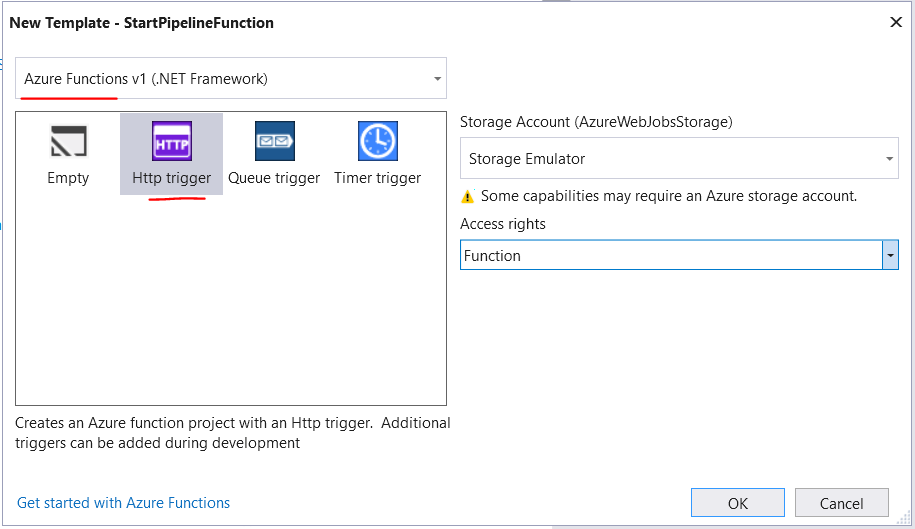 New Template - StartPipelineFunction
Azure Functions v1 (.NET Framework)
HTTP
Empty
Http trigger
Queue trigger
Timer trigger
Storage Account (AzureWebJobsStorage)
Storage Emulator
Some capabilities may require an Azure storage account.
Access rights
Function
Creates an Azure function project with an Http trigger.  Additional
triggers can be added during development
Get started with Azure Functions
OK
Cancel